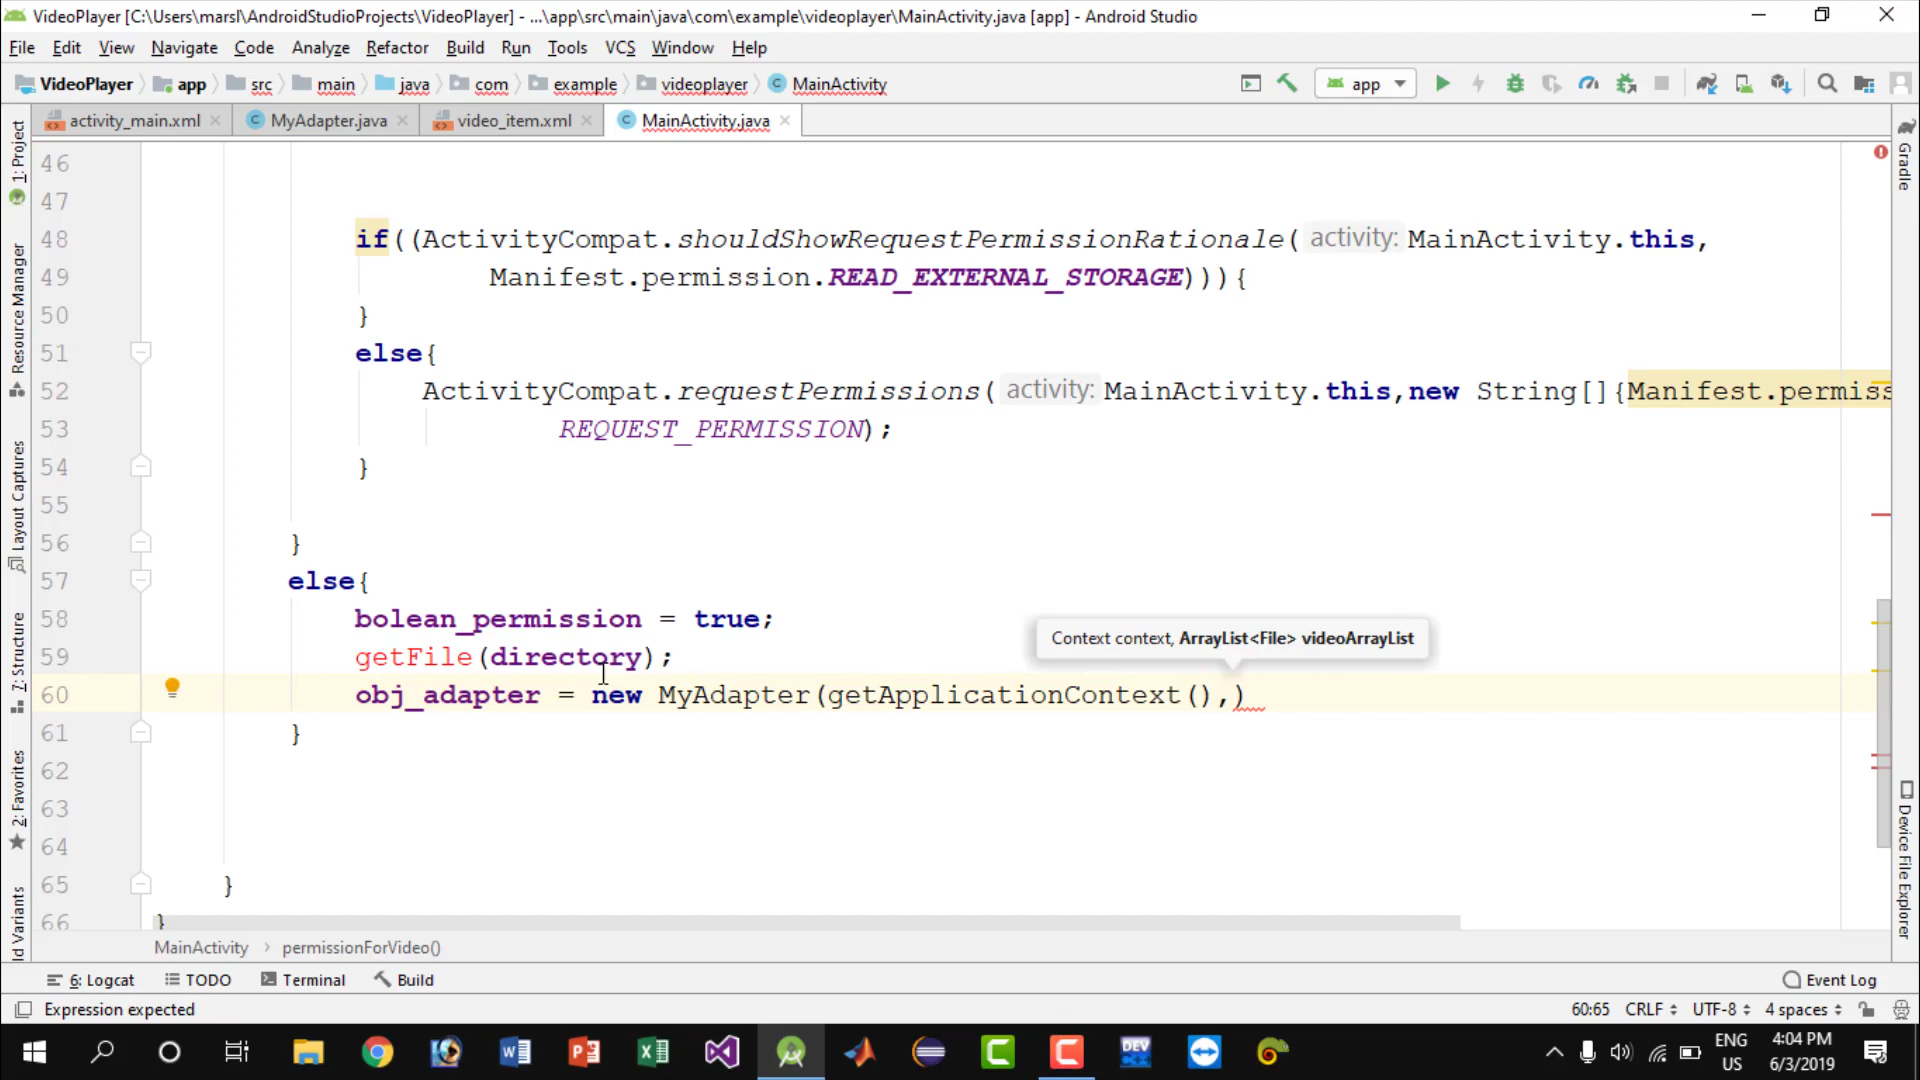 VideoPlayer [C:\Users\marsl\AndroidStudioProjects\VideoPlayer] - ...\app\src\main\java\com\example\videoplayer\MainActivity.java [app] - Android Studio
File Edit View Navigate Code Analyze Refactor Build Run Tools VCS Window Help
VideoPlayer app src main java com example videoplayer MainActivity app
activity_main.xml MyAdapter.java video_item.xml MainActivity.java
1: Project
Resource Manager
Layout Captures
7: Structure
2: Favorites
ld Variants
46
47
48 if((ActivityCompat.shouldShowRequestPermissionRationale( activity: MainActivity.this,
49 Manifest.permission.READ_EXTERNAL_STORAGE))){
50 }
51 else{
52 ActivityCompat.requestPermissions( activity: MainActivity.this,new String[]{Manifest.permiss
53 REQUEST_PERMISSION);
54 }
55
56 }
57 else{
58 bolean_permission = true;
Context context, ArrayList<File> videoArrayList
59 getFile(directory);
60 obj_adapter = new MyAdapter(getApplicationContext(),)
61 }
62
63
64
65 }
66 }
Gradle
Device File Explorer
MainActivity permissionForVideo()
6: Logcat TODO Terminal Build Event Log
Expression expected 60:65 CRLF UTF-8 4 spaces
DEV
ENG
US
4:04 PM
6/3/2019